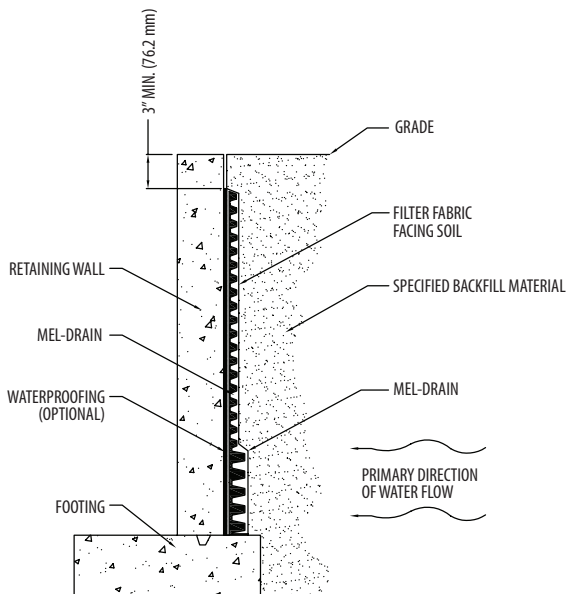 3" MIN. (76.2 mm)
GRADE
FILTER FABRIC
FACING SOIL
RETAINING WALL
SPECIFIED BACKFILL MATERIAL
MEL-DRAIN
WATERPROOFING
(OPTIONAL)
MEL-DRAIN
PRIMARY DIRECTION
OF WATER FLOW
FOOTING